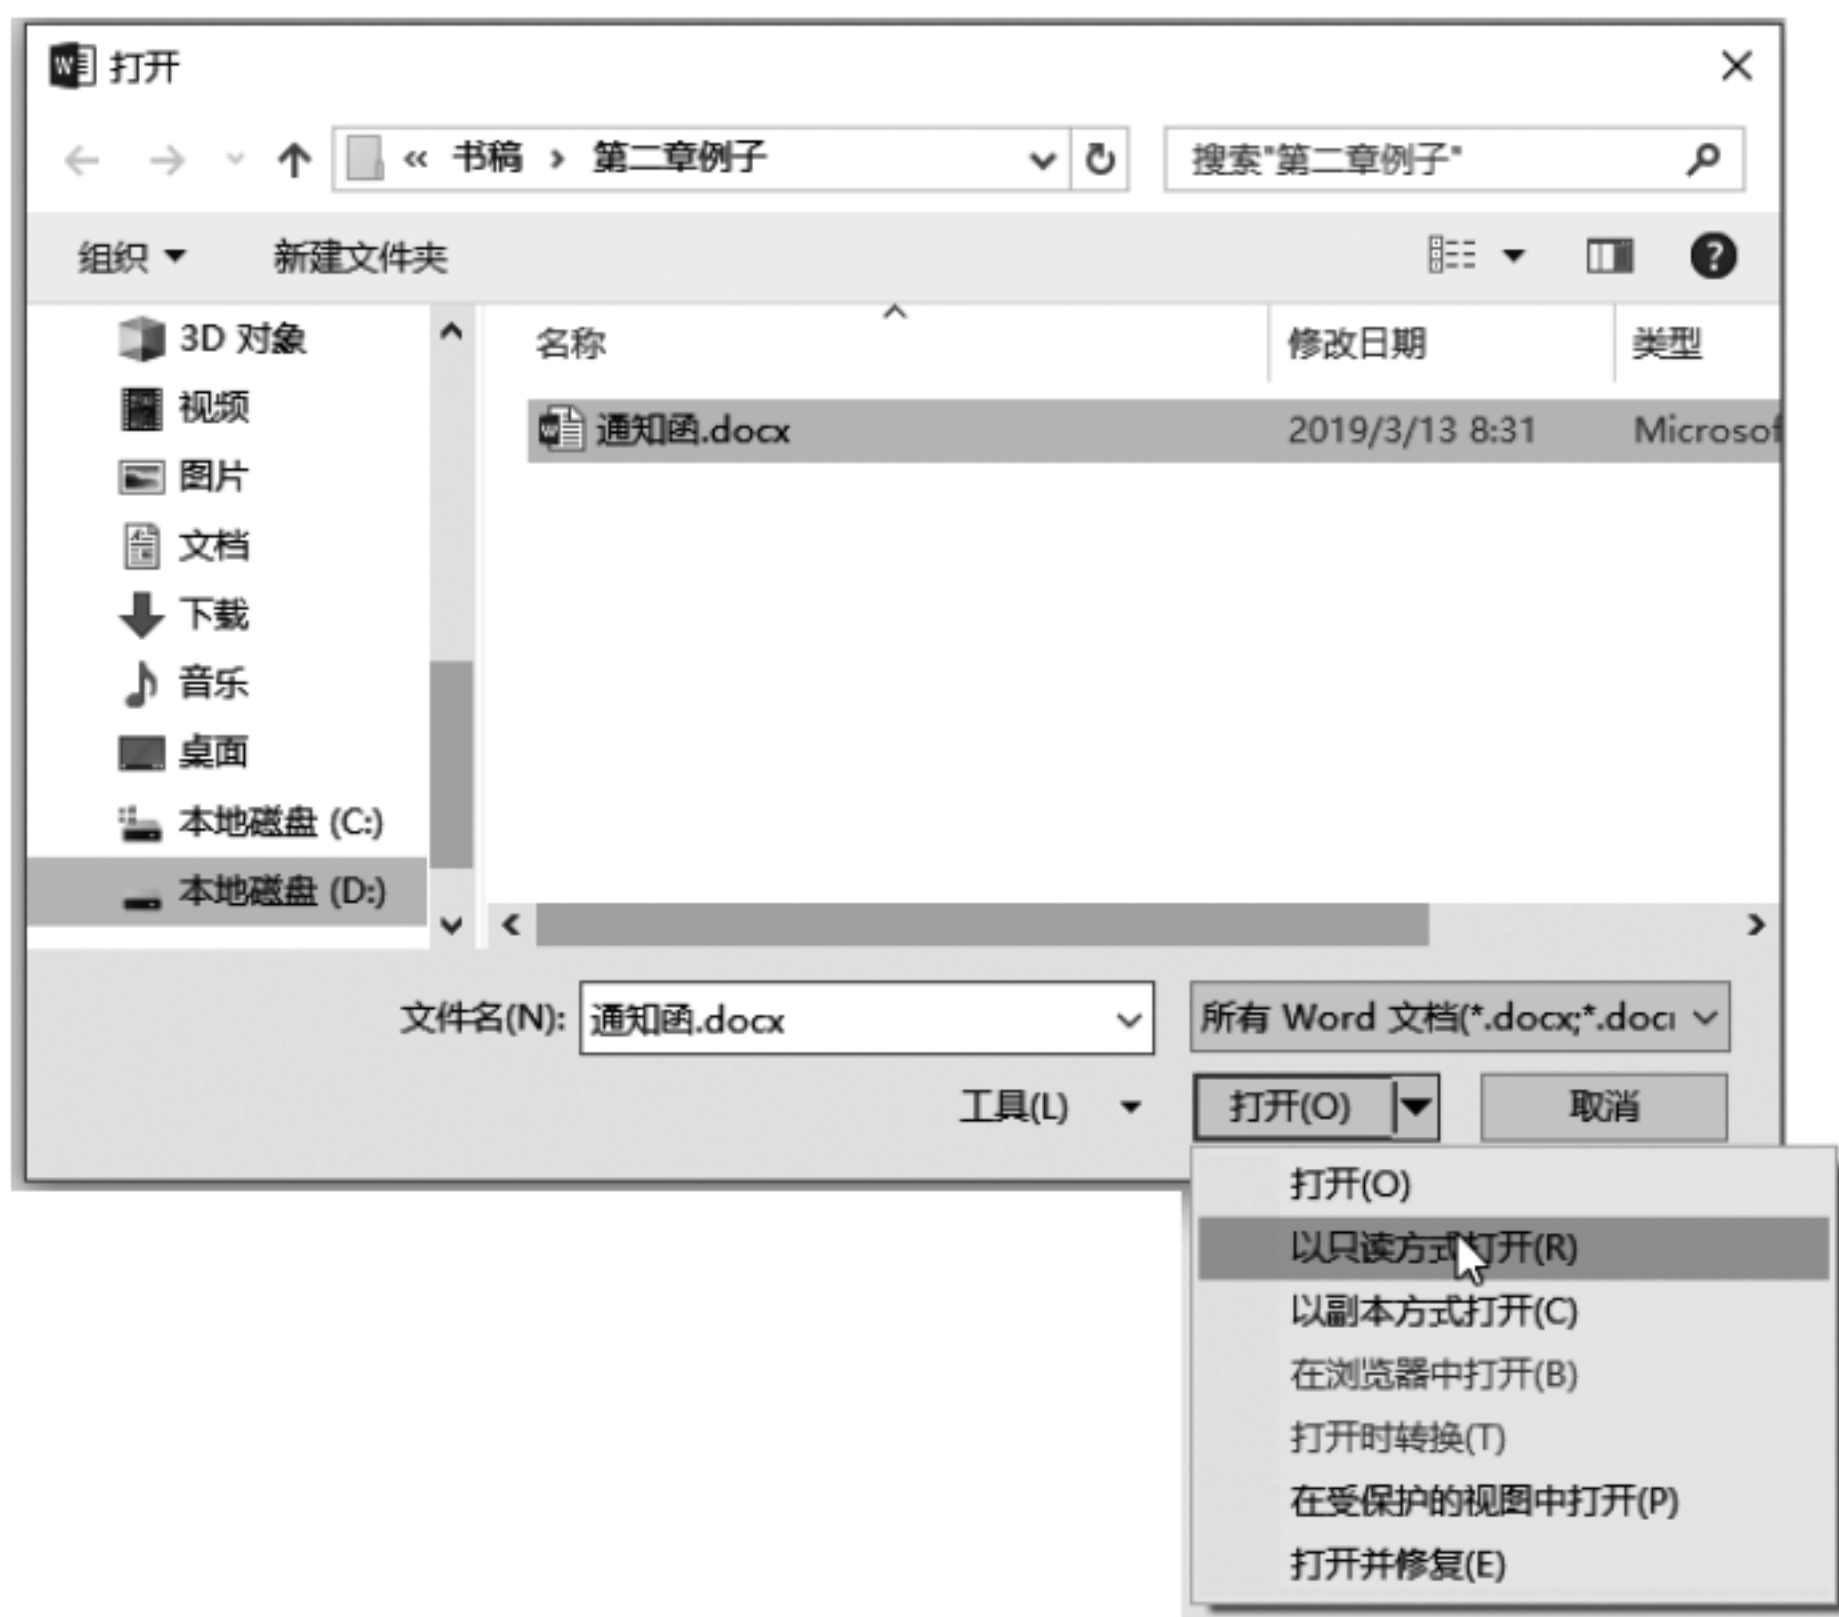 打开
« 书稿 › 第二章例子 搜索"第二章例子"
组织 新建文件夹
名称 修改日期 类型
3D 对象
通知函.docx 2019/3/13 8:31 Microsof
视频
图片
文档
下载
音乐
桌面
本地磁盘 (C:)
本地磁盘 (D:)
文件名(N): 通知函.docx 所有 Word 文档(*.docx;*.doc
工具(L) 打开(O) 取消
打开(O)
以只读方式打开(R)
以副本方式打开(C)
在浏览器中打开(B)
打开时转换(T)
在受保护的视图中打开(P)
打开并修复(E)